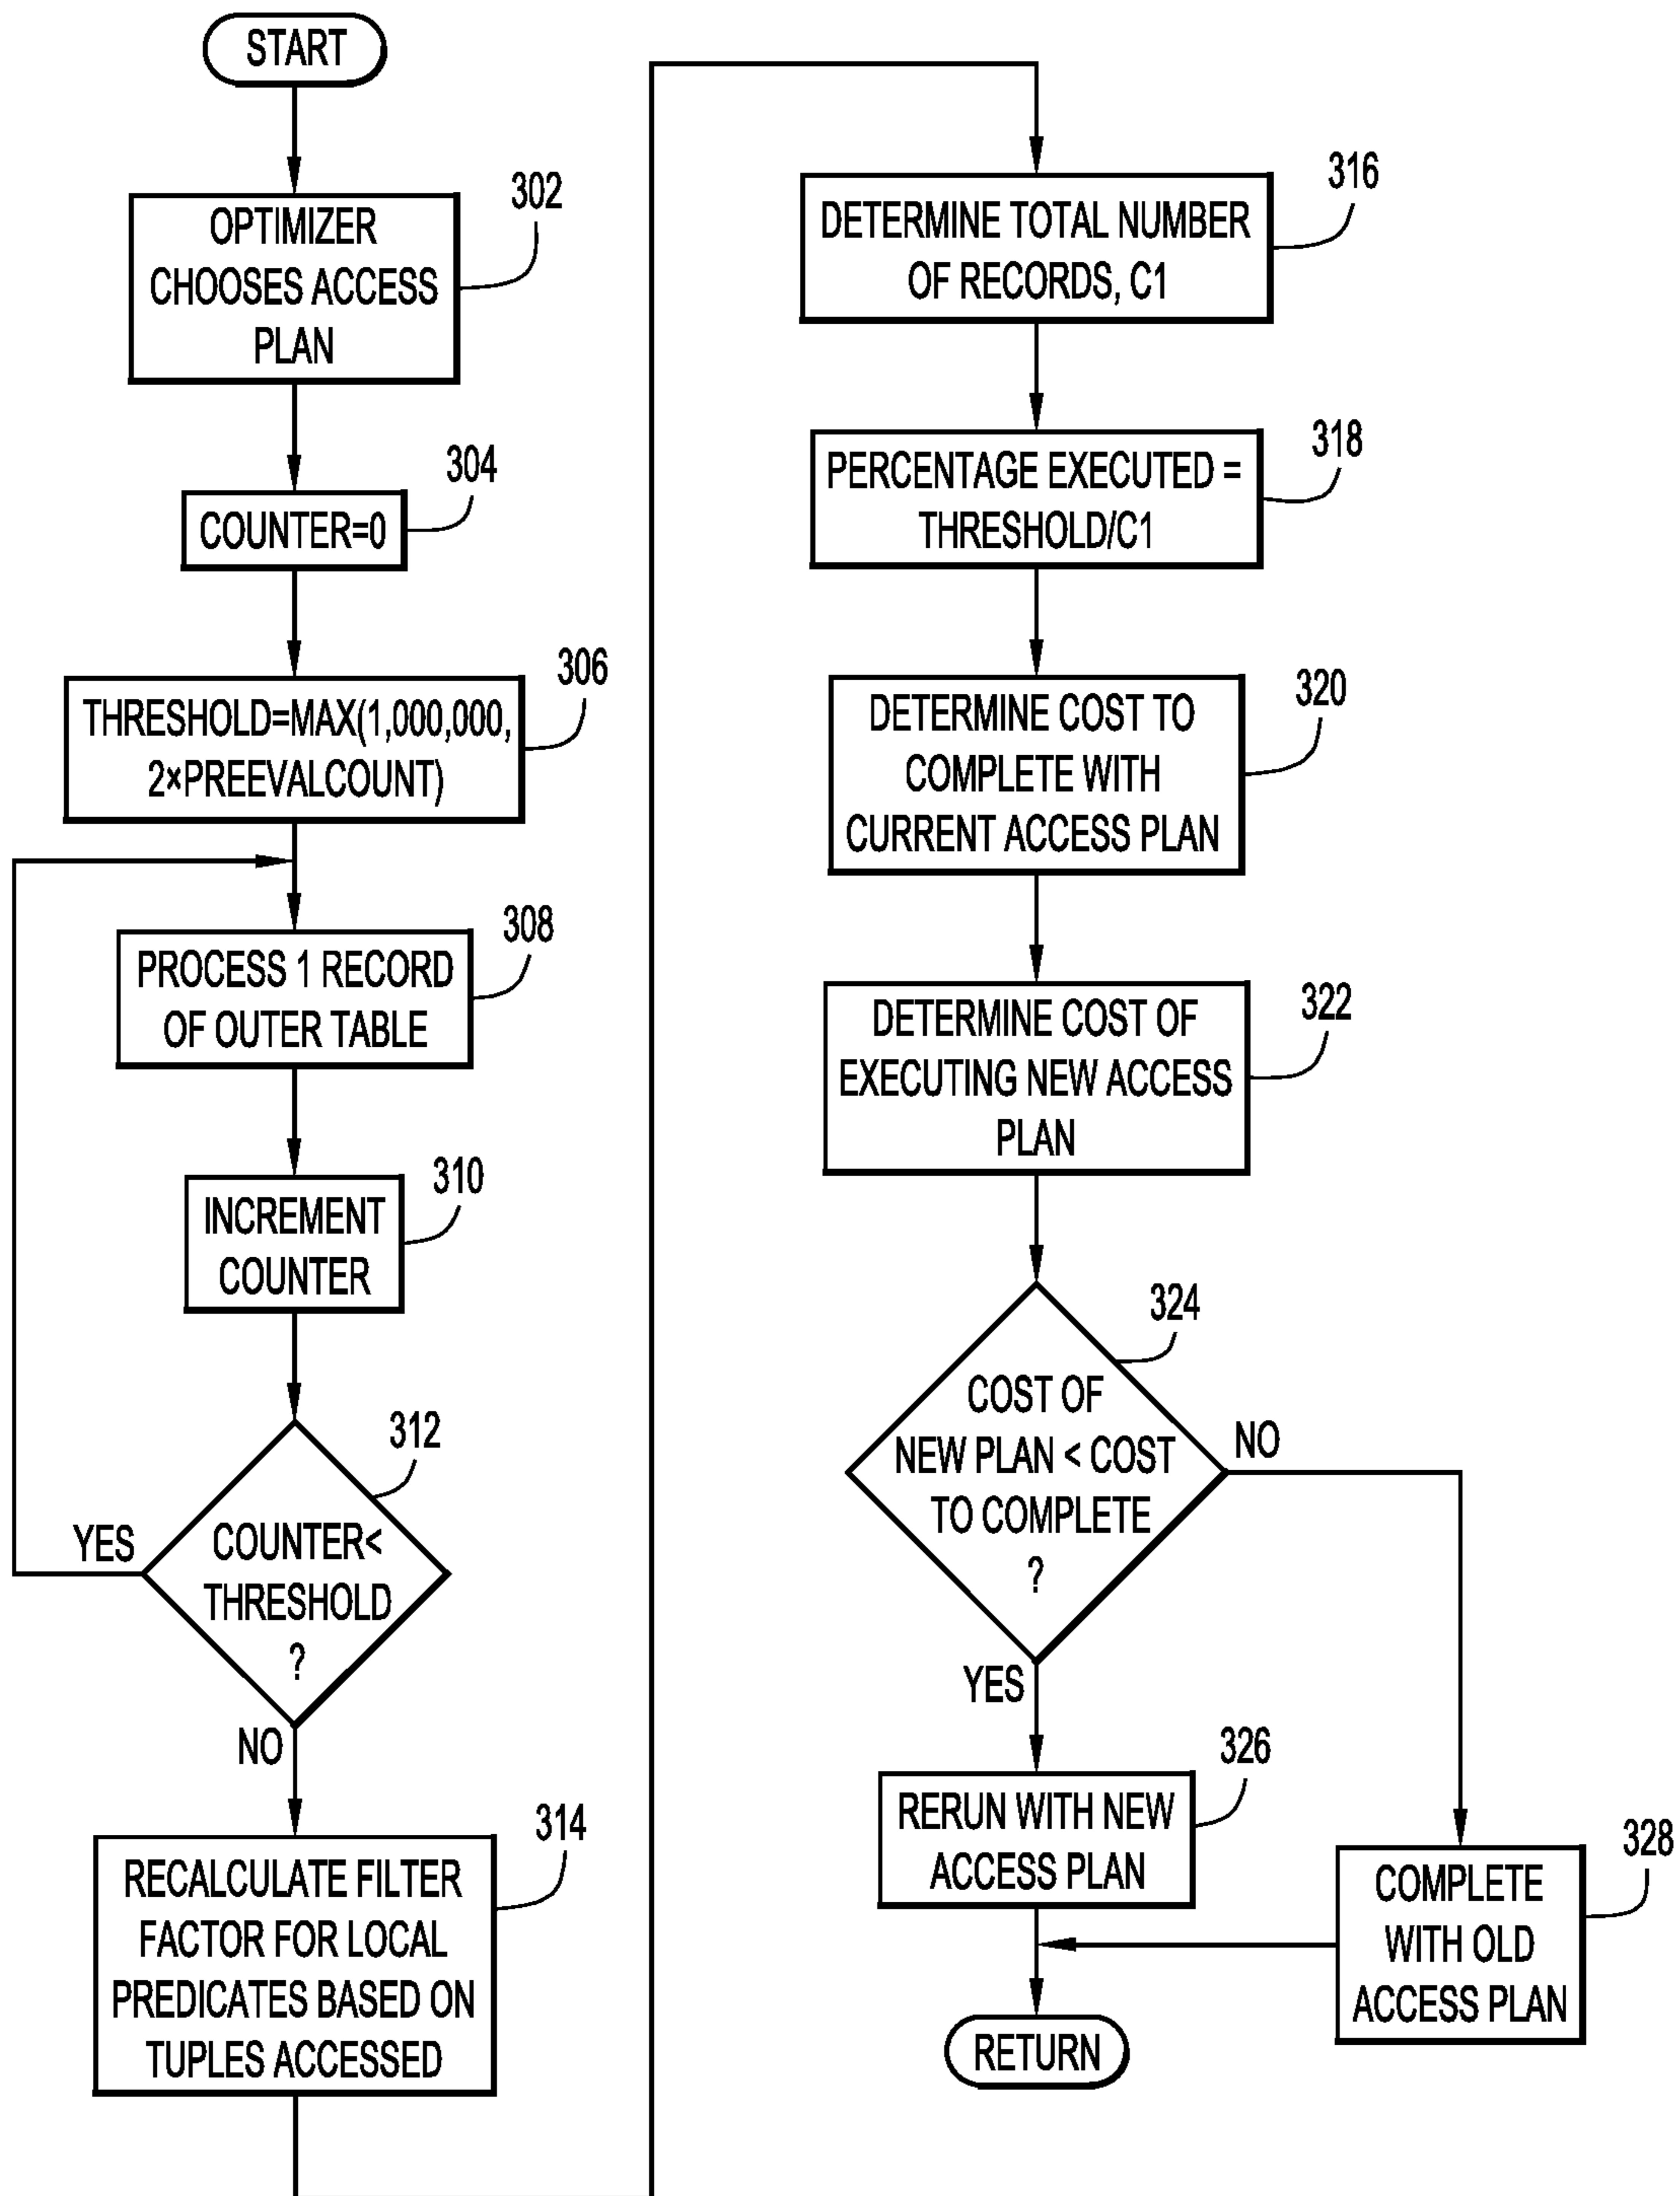 START
302
OPTIMIZER
CHOOSES ACCESS
PLAN
304
COUNTER=0
306
THRESHOLD=MAX(1,000,000,
2×PREEVALCOUNT)
308
PROCESS 1 RECORD
OF OUTER TABLE
310
INCREMENT
COUNTER
312
COUNTER<
THRESHOLD
?
YES
NO
314
RECALCULATE FILTER
FACTOR FOR LOCAL
PREDICATES BASED ON
TUPLES ACCESSED
316
DETERMINE TOTAL NUMBER
OF RECORDS, C1
318
PERCENTAGE EXECUTED =
THRESHOLD/C1
320
DETERMINE COST TO
COMPLETE WITH
CURRENT ACCESS PLAN
322
DETERMINE COST OF
EXECUTING NEW ACCESS
PLAN
324
COST OF
NEW PLAN < COST
TO COMPLETE
?
NO
YES
326
RERUN WITH NEW
ACCESS PLAN
328
COMPLETE
WITH OLD
ACCESS PLAN
RETURN